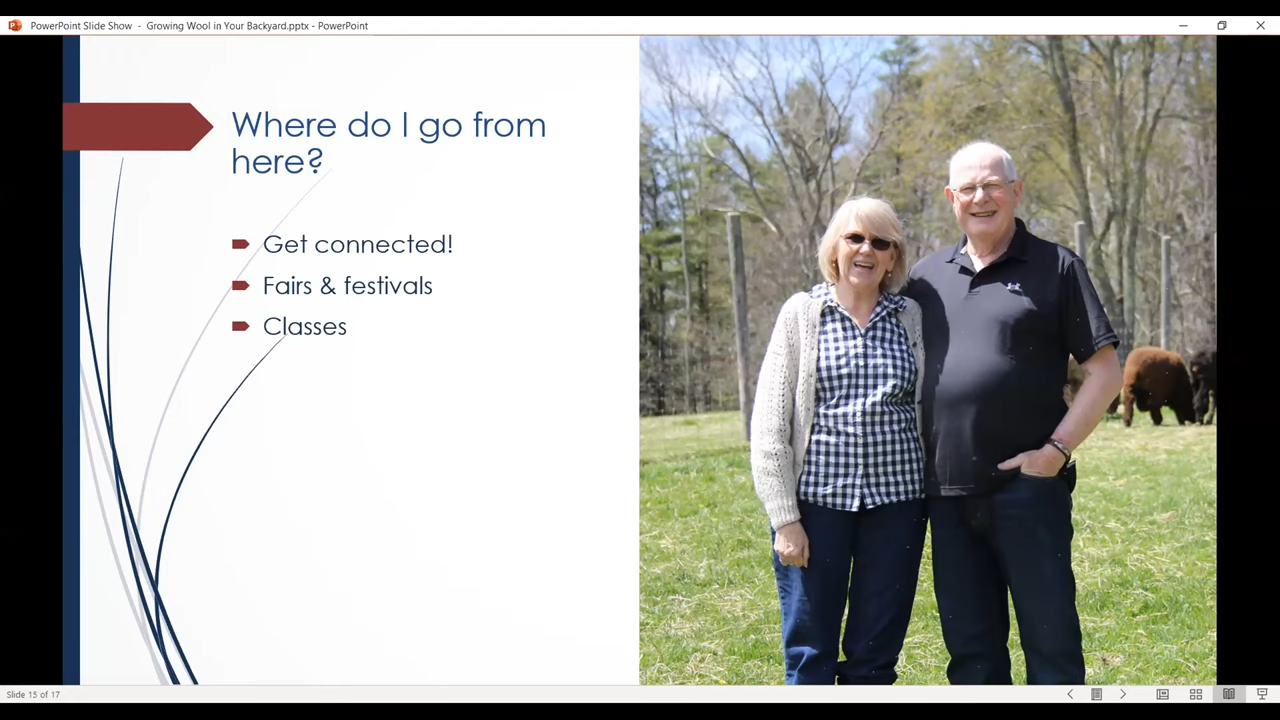 PowerPoint Slide Show - Growing Wool in Your Backyard.pptx - PowerPoint
Where do I go from
here?
Get connected!
Fairs & festivals
Classes
Slide 15 of 17